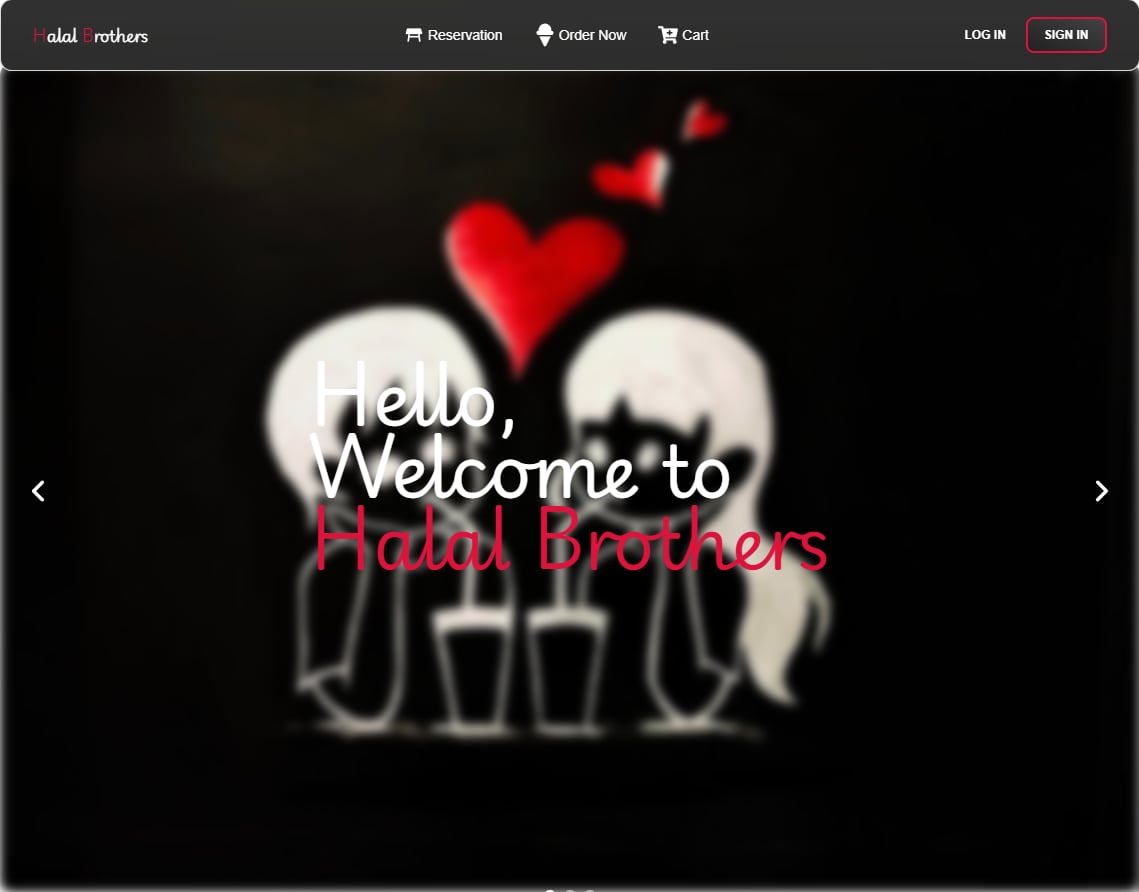 Halal Brothers
Reservation
Order Now
Cart
LOG IN
SIGN IN
Hello,
Welcome to
Halal Brothers